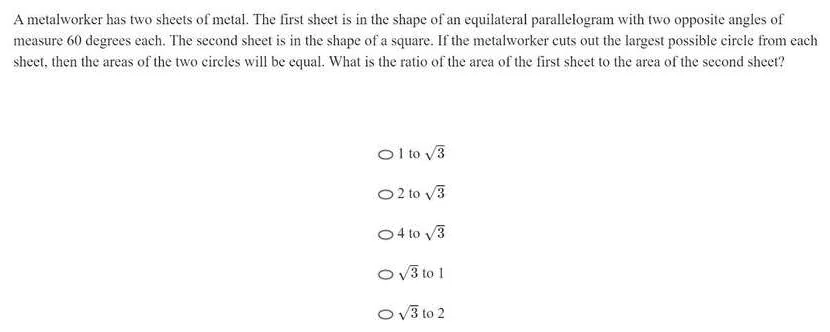 A metalworker has two sheets of metal. The first sheet is in the shape of an equilateral parallelogram with two opposite angles of
measure 60 degrees each. The second sheet is in the shape of a square. If the metalworker cuts out the largest possible circle from each
sheet, then the areas of the two circles will be equal. What is the ratio of the area of the first sheet to the area of the second sheet?
1 to √3
2 to √3
4 to √3
√3 to 1
√3 to 2